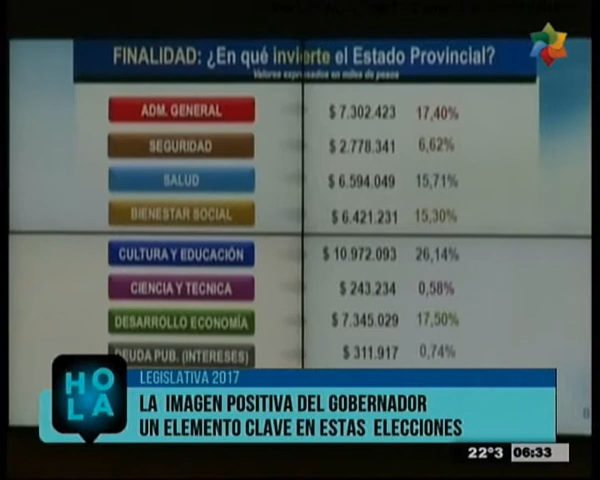 FINALIDAD: ¿En qué invierte el Estado Provincial?
Valores expresados en miles de pesos
ADM. GENERAL $ 7.302.423 17,40%
SEGURIDAD $ 2.778.341 6,62%
SALUD $ 6.594.049 15,71%
BIENESTAR SOCIAL $ 6.421.231 15,30%
CULTURA Y EDUCACIÓN $ 10.972.093 26,14%
CIENCIA Y TECNICA $ 243.234 0,58%
DESARROLLO ECONOMÍA $ 7.345.029 17,50%
DEUDA PUB. (INTERESES) $ 311.917 0,74%
HOLA
LEGISLATIVA 2017
LA IMAGEN POSITIVA DEL GOBERNADOR
UN ELEMENTO CLAVE EN ESTAS ELECCIONES
22°3 06:33